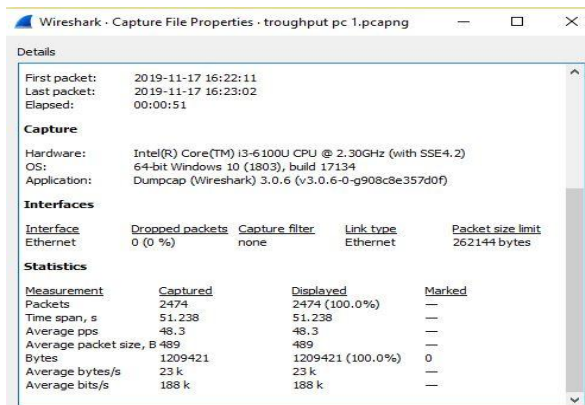 Wireshark · Capture File Properties · troughput pc 1.pcapng
Details
First packet: 2019-11-17 16:22:11
Last packet: 2019-11-17 16:23:02
Elapsed: 00:00:51
Capture
Hardware: Intel(R) Core(TM) i3-6100U CPU @ 2.30GHz (with SSE4.2)
OS: 64-bit Windows 10 (1803), build 17134
Application: Dumpcap (Wireshark) 3.0.6 (v3.0.6-0-g908c8e357d0f)
Interfaces
Interface Dropped packets Capture filter Link type Packet size limit
Ethernet 0 (0 %) none Ethernet 262144 bytes
Statistics
Measurement Captured Displayed Marked
Packets 2474 2474 (100.0%) —
Time span, s 51.238 51.238 —
Average pps 48.3 48.3 —
Average packet size, B 489 489 —
Bytes 1209421 1209421 (100.0%) 0
Average bytes/s 23 k 23 k —
Average bits/s 188 k 188 k —